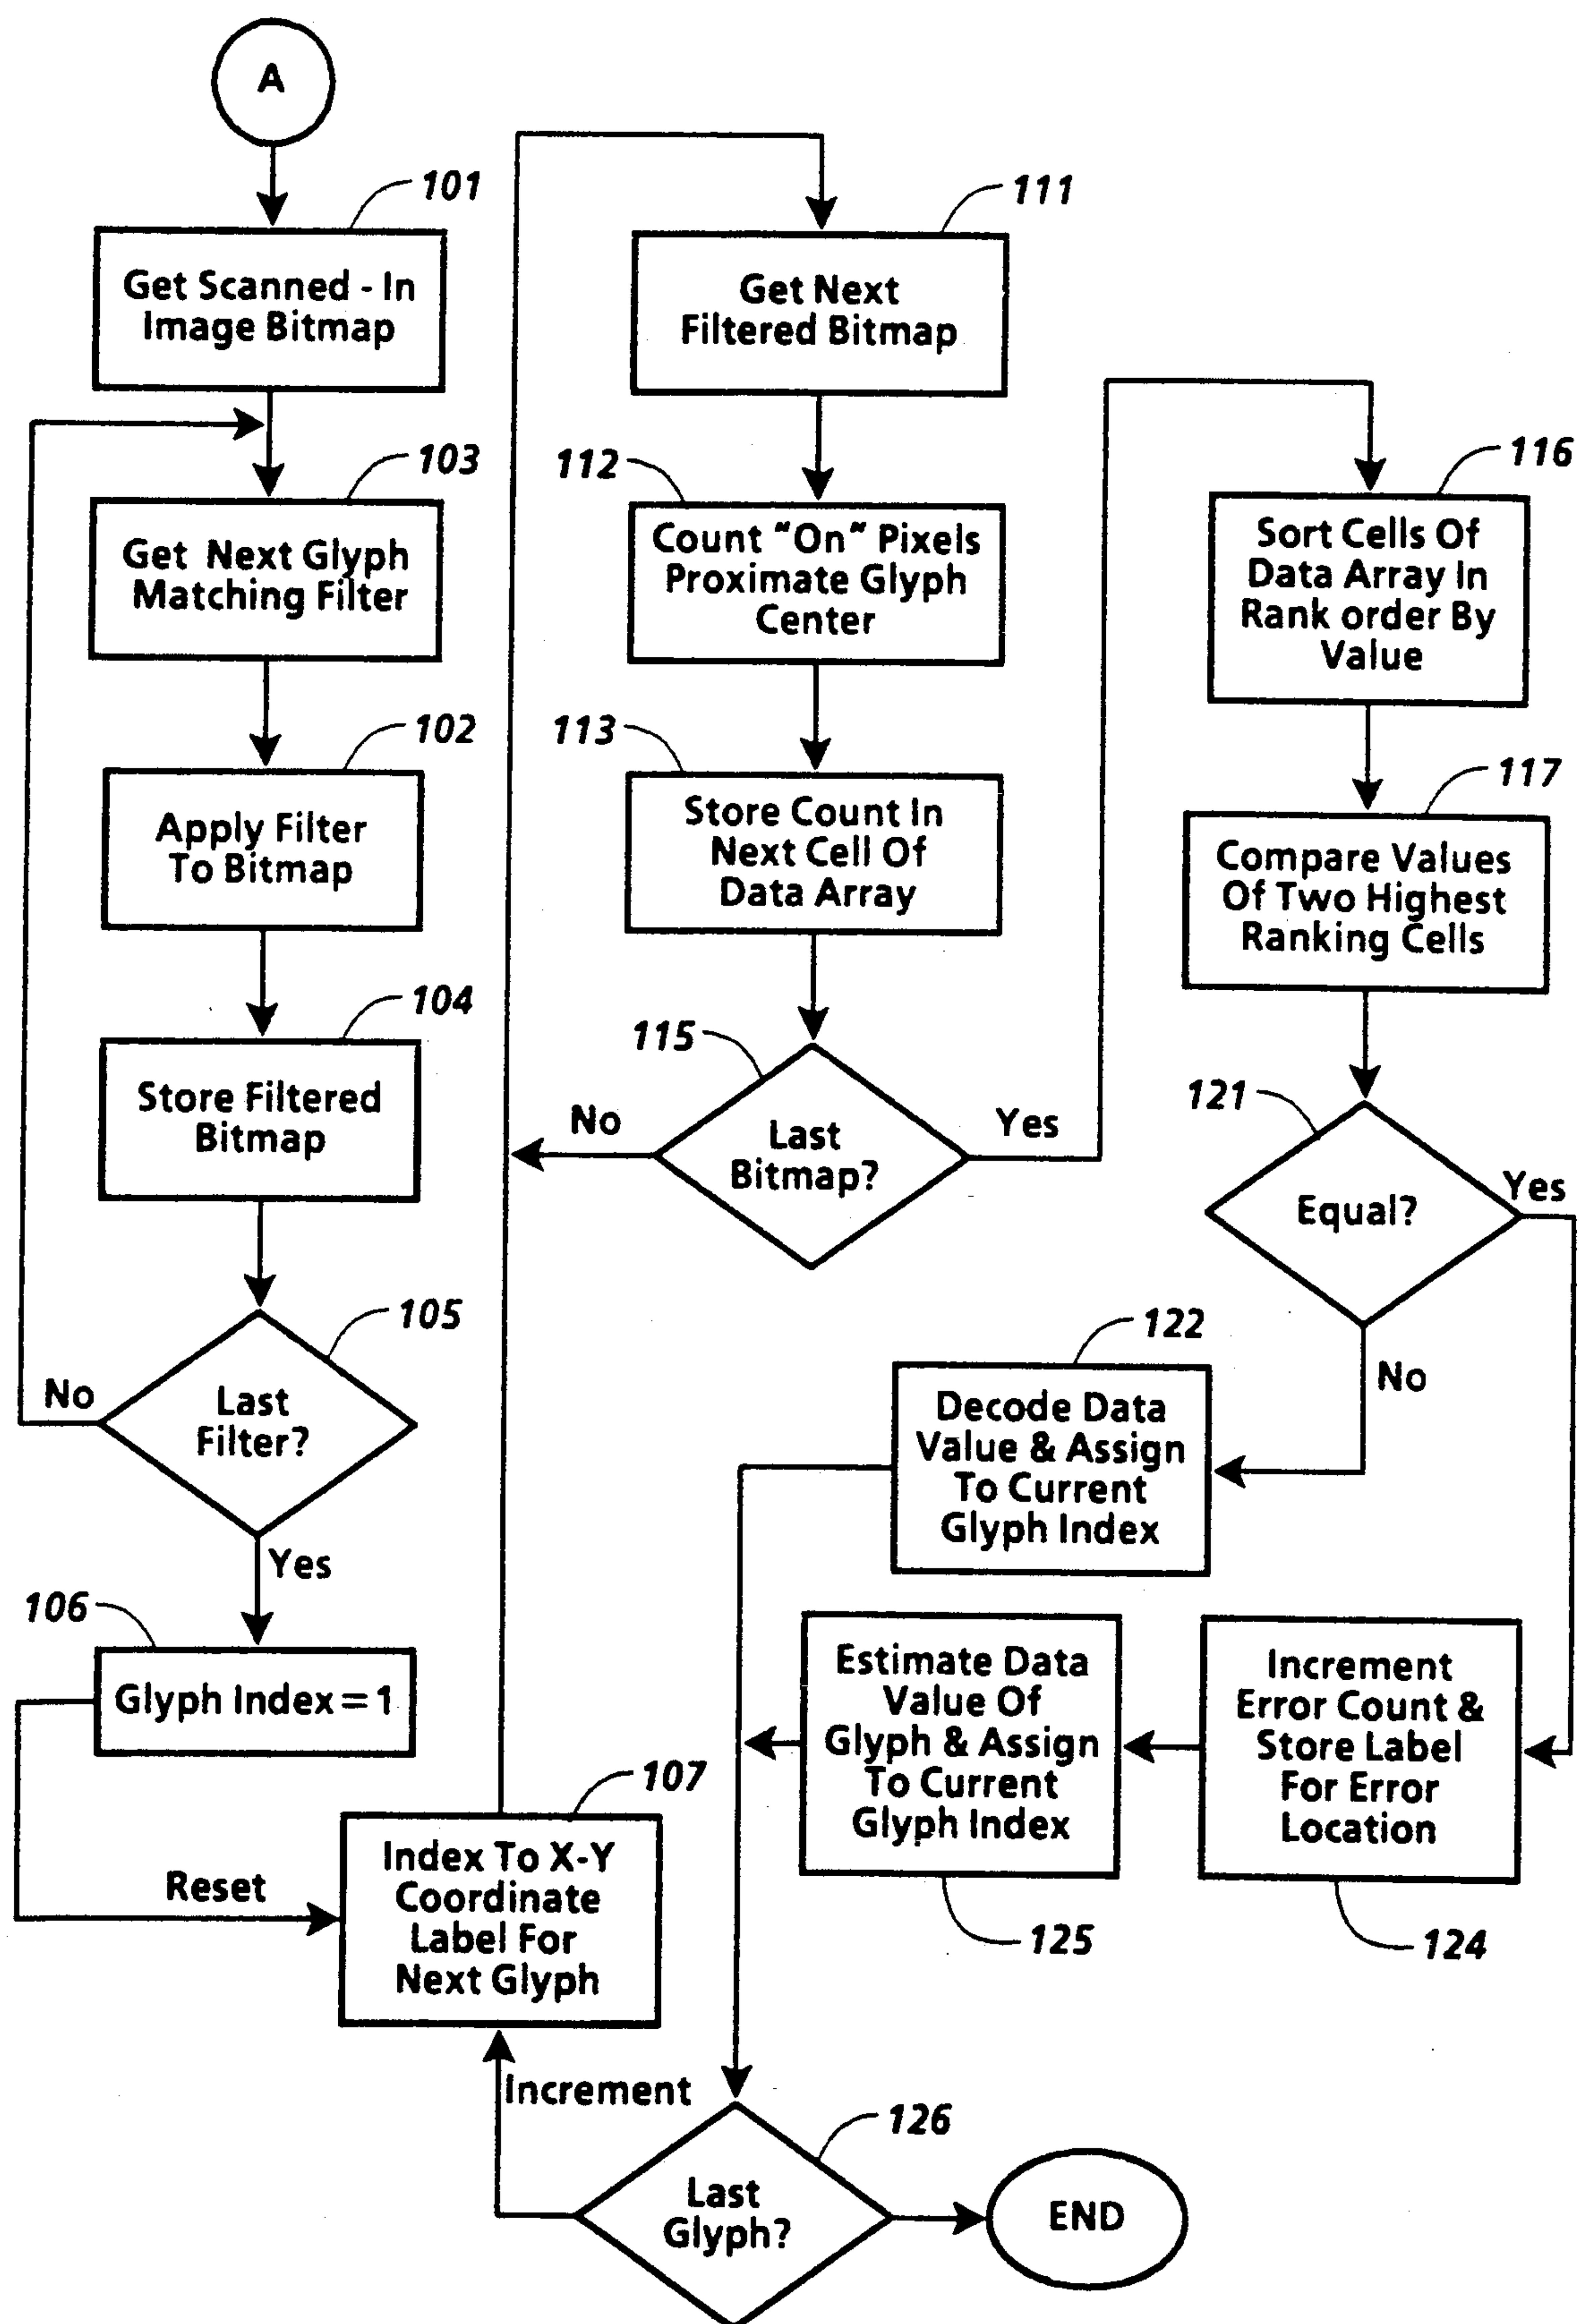 A
101
Get Scanned - In
Image Bitmap
103
Get Next Glyph
Matching Filter
102
Apply Filter
To Bitmap
104
Store Filtered
Bitmap
105
Last
Filter?
No
Yes
106
Glyph Index = 1
Reset
107
Index To X-Y
Coordinate
Label For
Next Glyph
Increment
111
Get Next
Filtered Bitmap
112
Count "On" Pixels
Proximate Glyph
Center
113
Store Count In
Next Cell Of
Data Array
115
Last
Bitmap?
No
Yes
116
Sort Cells Of
Data Array In
Rank order By
Value
117
Compare Values
Of Two Highest
Ranking Cells
121
Equal?
Yes
No
122
Decode Data
Value & Assign
To Current
Glyph Index
Increment
Error Count &
Store Label
For Error
Location
124
Estimate Data
Value Of
Glyph & Assign
To Current
Glyph Index
125
126
Last
Glyph?
END